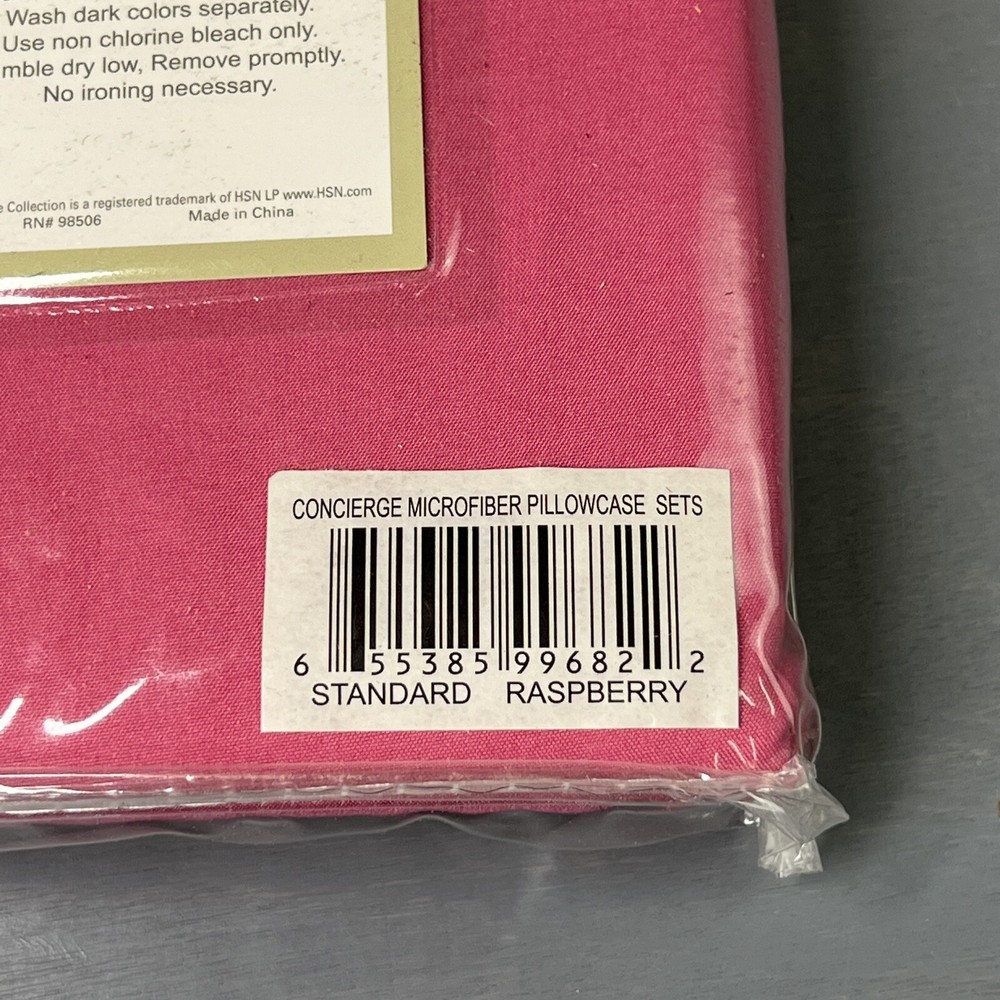 Wash dark colors separately.
Use non chlorine bleach only.
mble dry low, Remove promptly.
No ironing necessary.
e Collection is a registered trademark of HSN LP www.HSN.com
RN# 98506 Made in China
CONCIERGE MICROFIBER PILLOWCASE SETS
6 55385 99682 2
STANDARD RASPBERRY